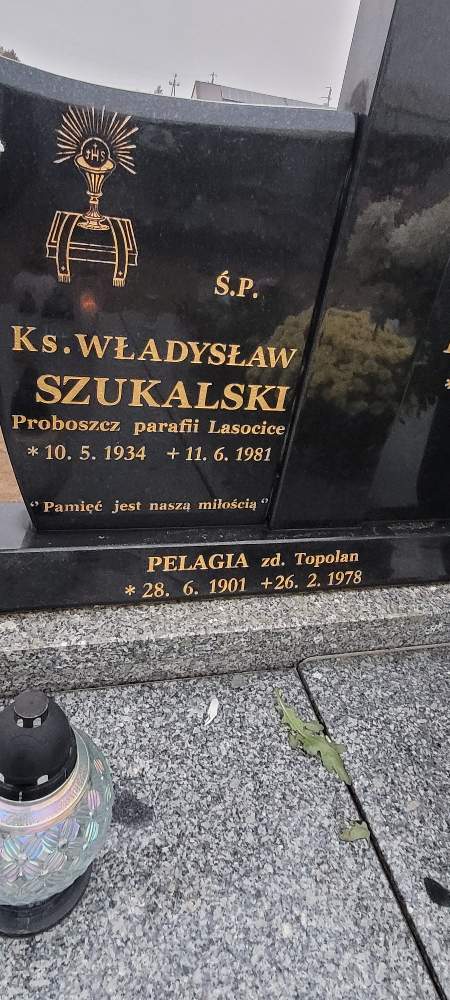 JHS
Ś.P.
Ks. WŁADYSŁAW
SZUKALSKI
Proboszcz parafii Lasocice
* 10. 5. 1934 + 11. 6. 1981
“Pamięć jest naszą miłością”
PELAGIA zd. Topolan
* 28. 6. 1901 +26. 2. 1978